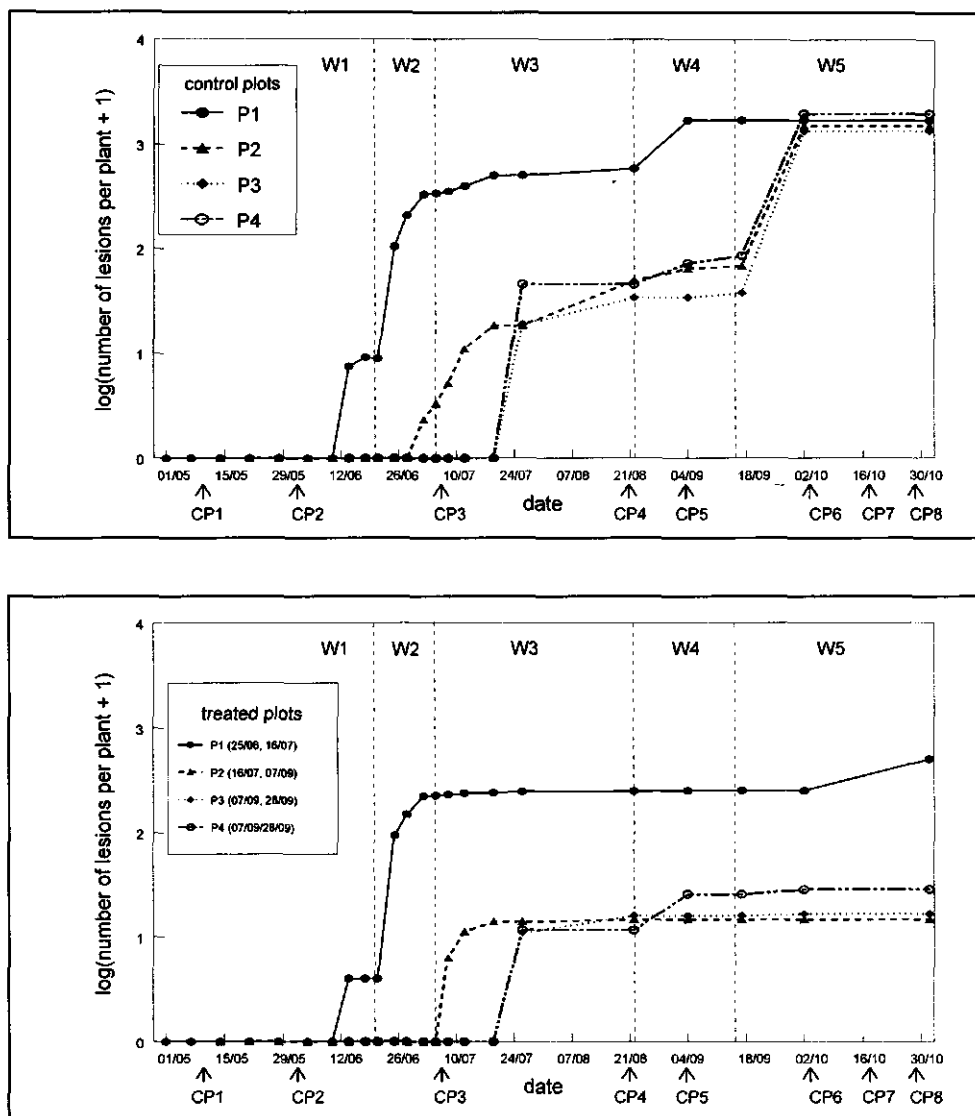 4
W1 W2 W3 W4 W5
control plots
P1
P2
P3
P4
3
2
1
0
log(number of lesions per plant + 1)
01/05 15/05 29/05 12/06 26/06 10/07 24/07 07/08 21/08 04/09 18/09 02/10 16/10 30/10
CP1 CP2 CP3 date CP4 CP5 CP6 CP7 CP8
4
W1 W2 W3 W4 W5
treated plots
P1 (25/06, 16/07)
P2 (16/07, 07/09)
P3 (07/09, 28/09)
P4 (07/09/28/09)
3
2
1
0
log(number of lesions per plant + 1)
01/05 15/05 29/05 12/06 26/06 10/07 24/07 07/08 21/08 04/09 18/09 02/10 16/10 30/10
CP1 CP2 CP3 date CP4 CP5 CP6 CP7 CP8